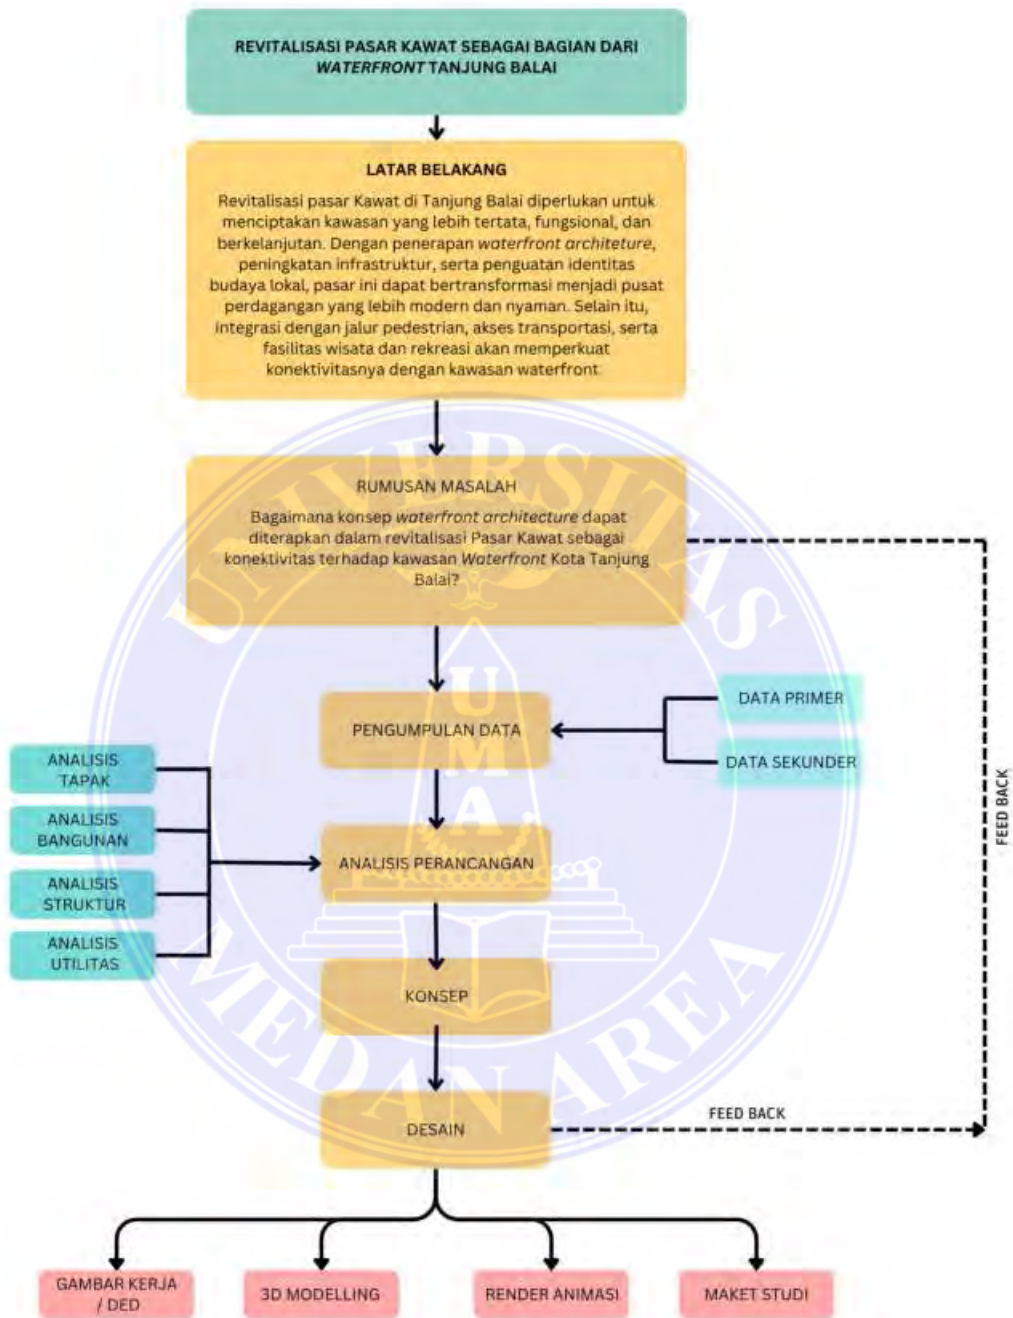 REVITALISASI PASAR KAWAT SEBAGAI BAGIAN DARI
WATERFRONT TANJUNG BALAI
LATAR BELAKANG
Revitalisasi pasar Kawat di Tanjung Balai diperlukan untuk
menciptakan kawasan yang lebih tertata, fungsional, dan
berkelanjutan. Dengan penerapan waterfront architeture,
peningkatan infrastruktur, serta penguatan identitas
budaya lokal, pasar ini dapat bertransformasi menjadi pusat
perdagangan yang lebih modern dan nyaman. Selain itu,
integrasi dengan jalur pedestrian, akses transportasi, serta
fasilitas wisata dan rekreasi akan memperkuat
konektivitasnya dengan kawasan waterfront
RUMUSAN MASALAH
Bagaimana konsep waterfront architecture dapat
diterapkan dalam revitalisasi Pasar Kawat sebagai
konektivitas terhadap kawasan Waterfront Kota Tanjung
Balai?
PENGUMPULAN DATA
DATA PRIMER
DATA SEKUNDER
ANALISIS
TAPAK
ANALISIS
BANGUNAN
ANALISIS
STRUKTUR
ANALISIS
UTILITAS
ANALISIS PERANCANGAN
KONSEP
DESAIN
FEED BACK
FEED BACK
GAMBAR KERJA
/ DED
3D MODELLING
RENDER ANIMASI
MAKET STUDI
UNIVERSITAS
MEDAN AREA
U
M
A